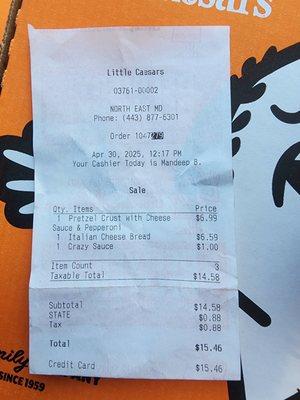 Little Caesars
03761-00002
NORTH EAST MD
Phone: (443) 877-6301
Order 1047279
Apr 30, 2025, 12:17 PM
Your Cashier Today is Mandeep B.
Sale
Qty. Items Price
1 Pretzel Crust with Cheese $6.99
Sauce & Pepperoni
1 Italian Cheese Bread $6.59
1 Crazy Sauce $1.00
Item Count 3
Taxable Total $14.58
Subtotal $14.58
STATE $0.88
Tax $0.88
Total $15.46
Credit Card $15.46
SINCE 1959